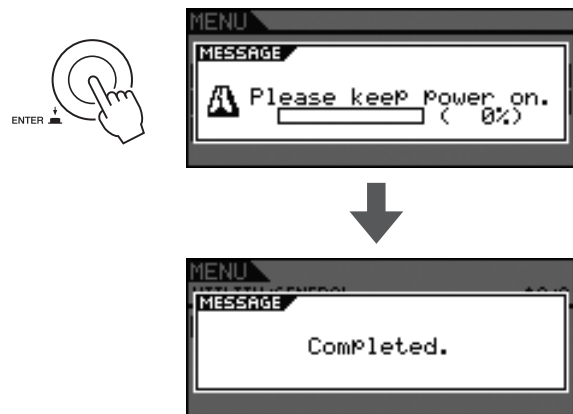 MENU
MESSAGE
Please keep power on.
( 0%)
ENTER
MENU
MESSAGE
Completed.